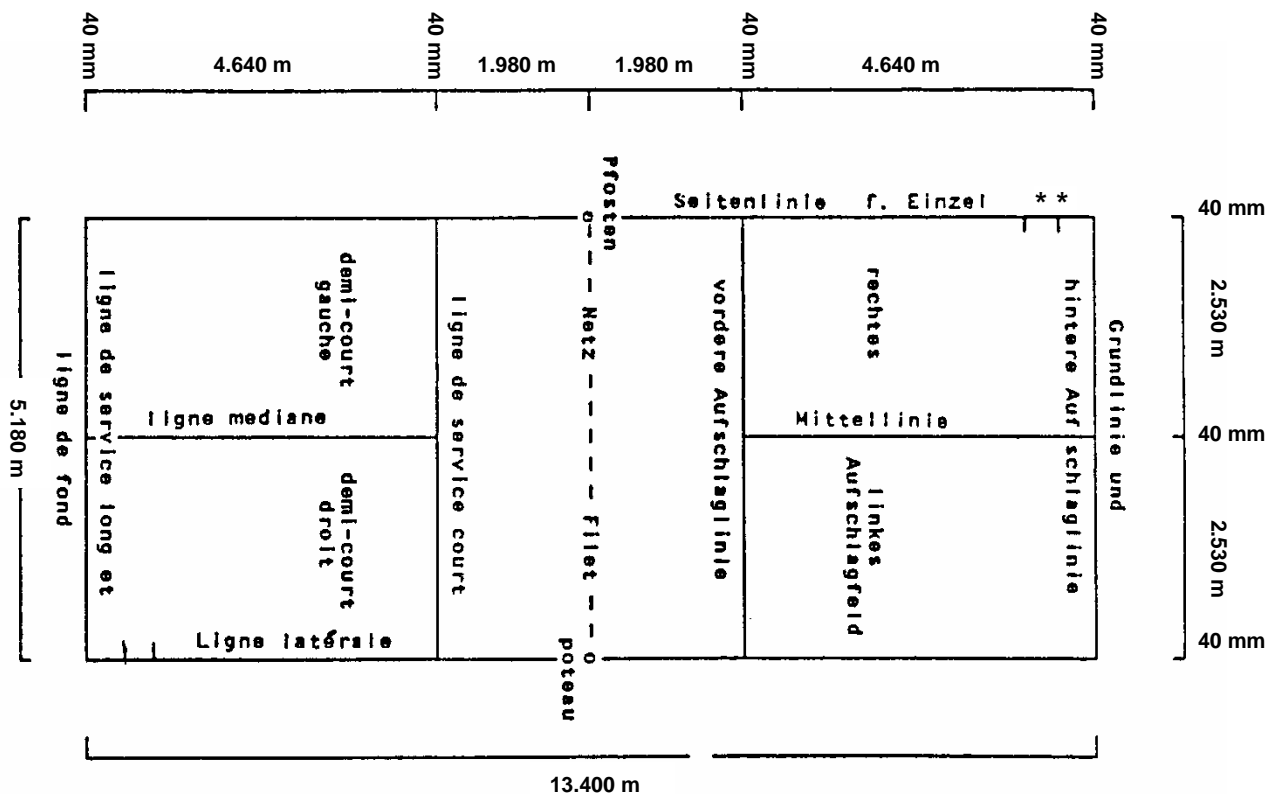 40 mm
4.640 m
40 mm
1.980 m
1.980 m
40 mm
4.640 m
40 mm
Pfosten
Seitenlinie f. Einzel **
40 mm
2.530 m
40 mm
2.530 m
40 mm
5.180 m
ligne de service long et
ligne de fond
demi-court
gauche
ligne mediane
demi-court
droit
Ligne latérale
ligne de service court
o--- Netz ----- Filet --o
poteau
vordere Aufschlaglinie
rechtes
Mittellinie
linkes
Aufschlagfeld
Grundlinie und
hintere Aufschlaglinie
13.400 m